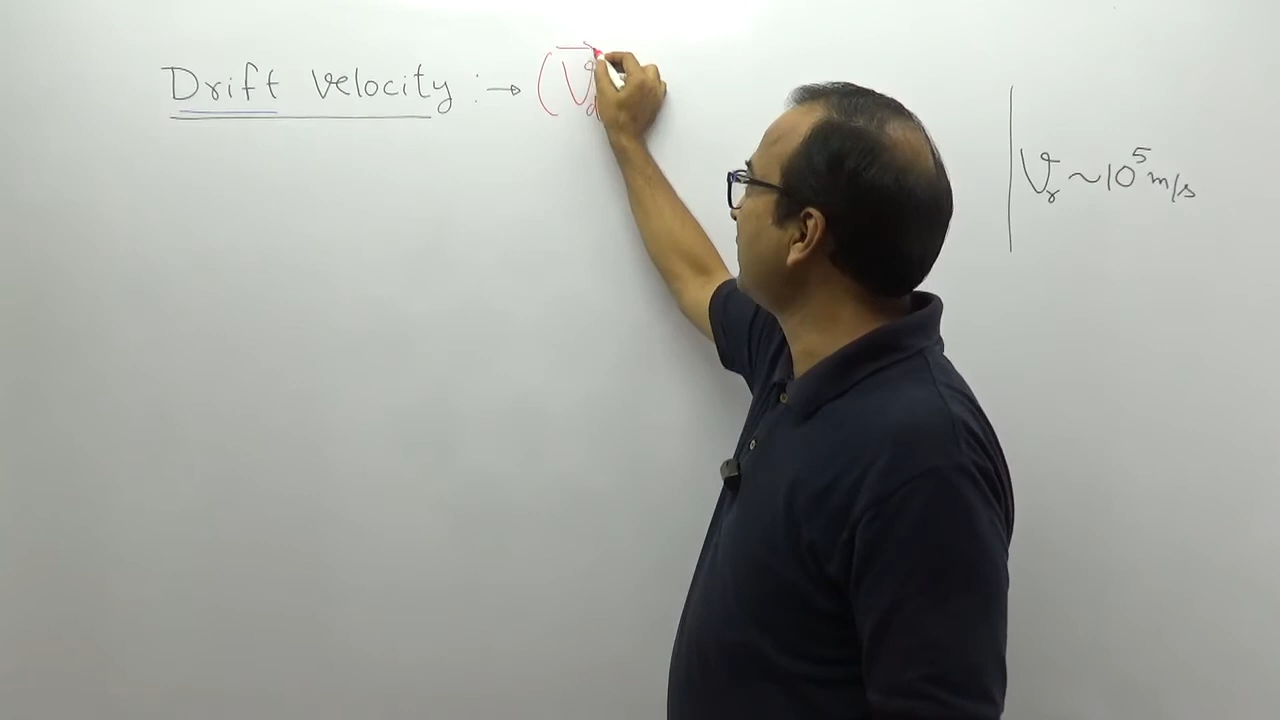 Drift velocity :→ (V⃗d
Vr ~10⁵ m/s